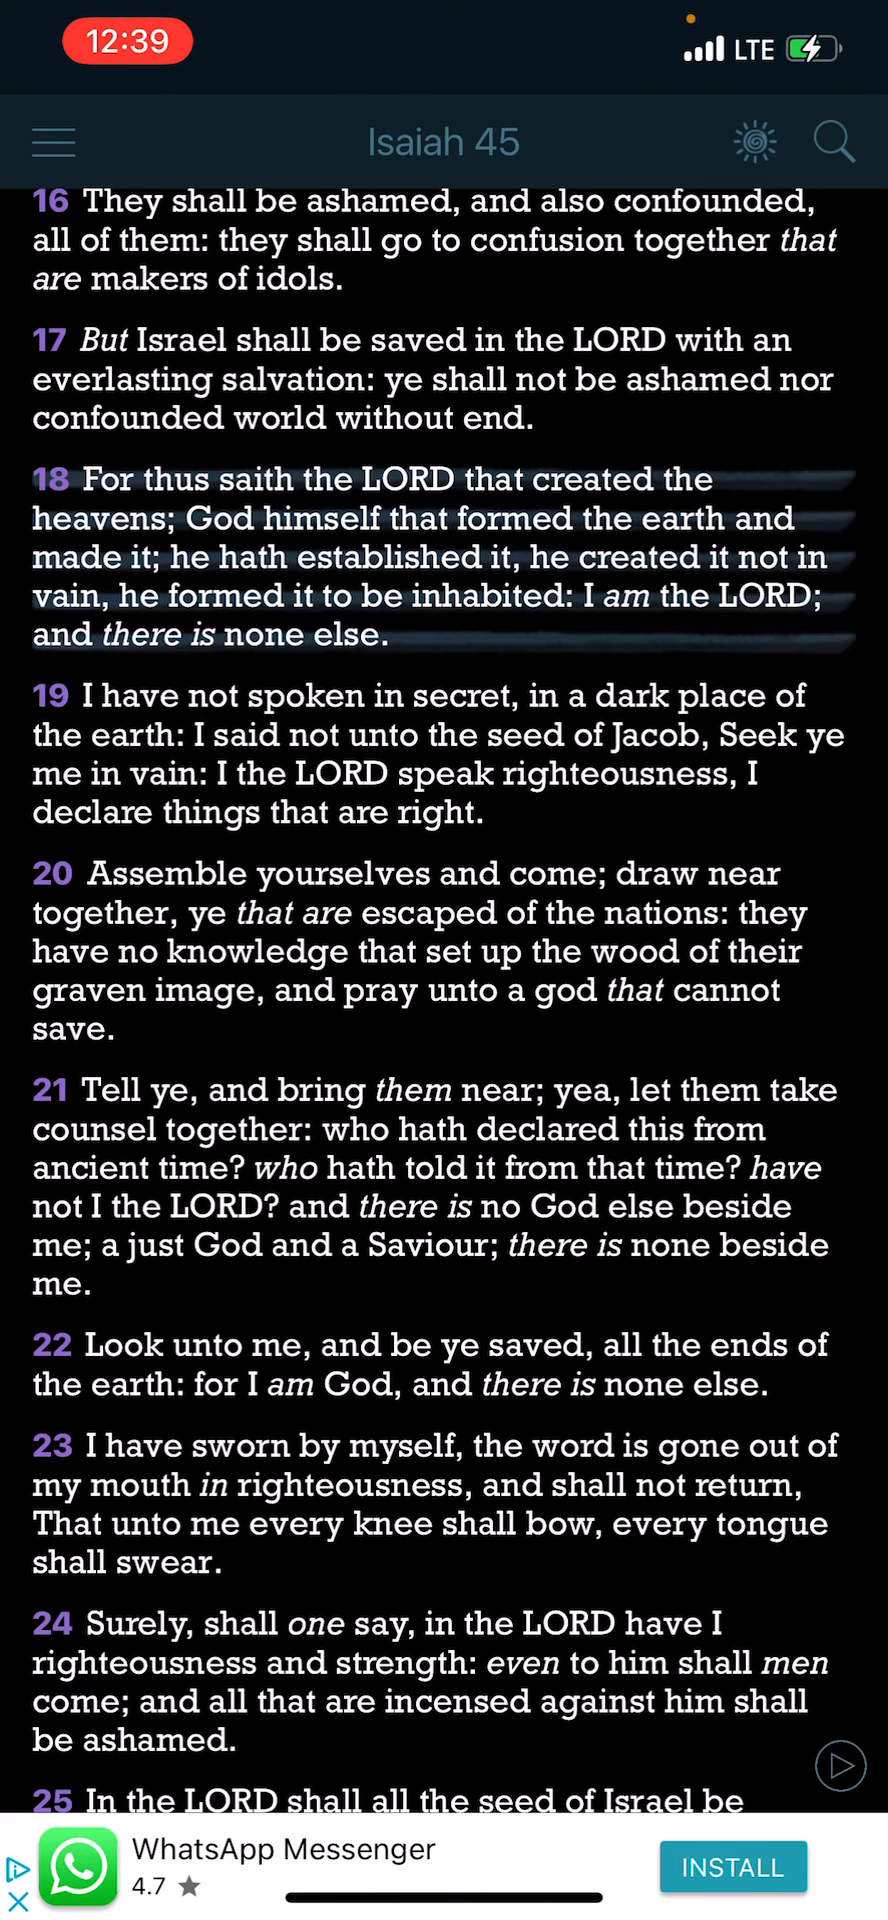 12:39
LTE
Isaiah 45
16 They shall be ashamed, and also confounded,
all of them: they shall go to confusion together that
are makers of idols.
17 But Israel shall be saved in the LORD with an
everlasting salvation: ye shall not be ashamed nor
confounded world without end.
18 For thus saith the LORD that created the
heavens; God himself that formed the earth and
made it; he hath established it, he created it not in
vain, he formed it to be inhabited: I am the LORD;
and there is none else.
19 I have not spoken in secret, in a dark place of
the earth: I said not unto the seed of Jacob, Seek ye
me in vain: I the LORD speak righteousness, I
declare things that are right.
20 Assemble yourselves and come; draw near
together, ye that are escaped of the nations: they
have no knowledge that set up the wood of their
graven image, and pray unto a god that cannot
save.
21 Tell ye, and bring them near; yea, let them take
counsel together: who hath declared this from
ancient time? who hath told it from that time? have
not I the LORD? and there is no God else beside
me; a just God and a Saviour; there is none beside
me.
22 Look unto me, and be ye saved, all the ends of
the earth: for I am God, and there is none else.
23 I have sworn by myself, the word is gone out of
my mouth in righteousness, and shall not return,
That unto me every knee shall bow, every tongue
shall swear.
24 Surely, shall one say, in the LORD have I
righteousness and strength: even to him shall men
come; and all that are incensed against him shall
be ashamed.
25 In the LORD shall all the seed of Israel be
WhatsApp Messenger
4.7 ★
INSTALL